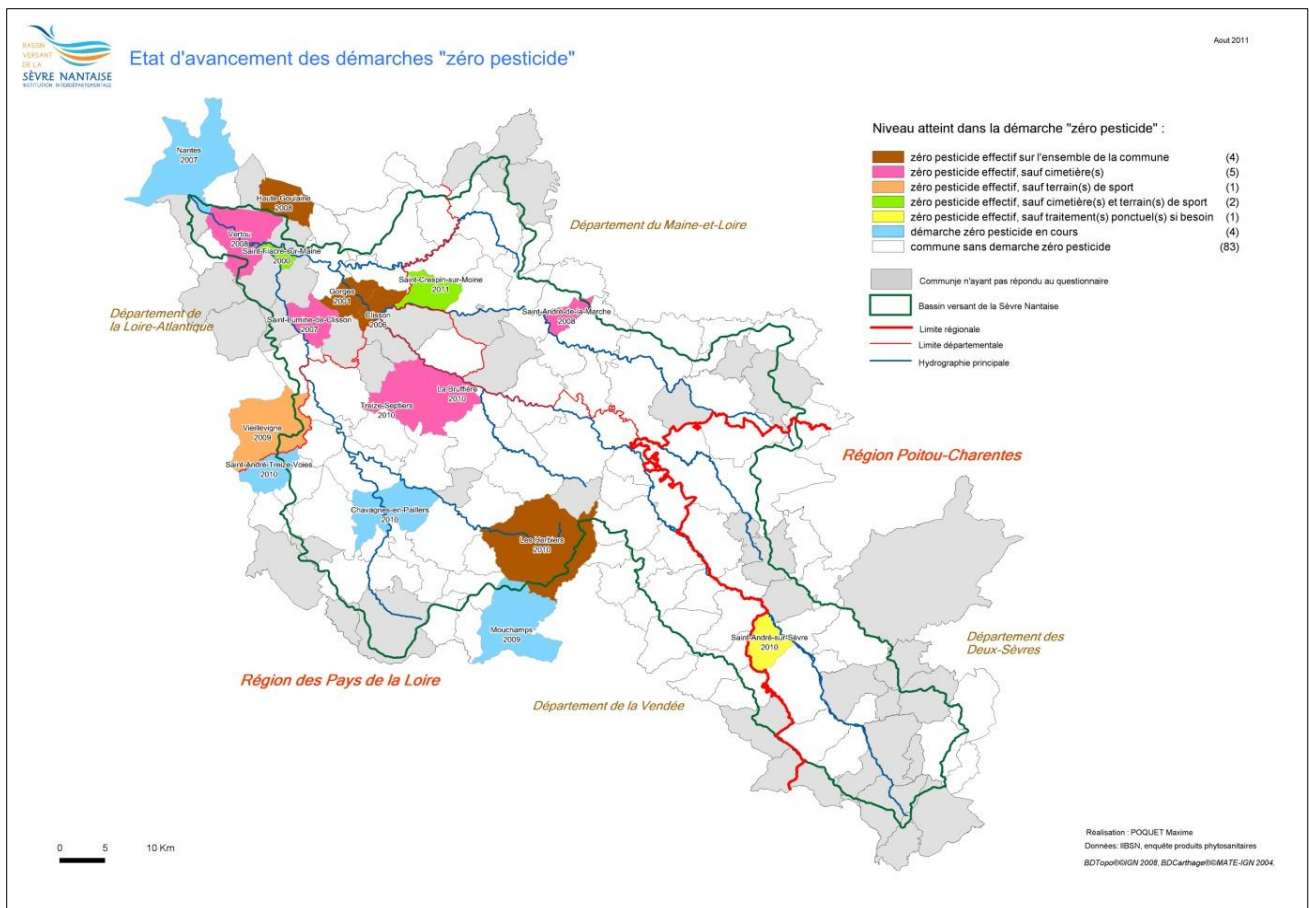 BASSIN
VERSANT
DE LA
SÈVRE NANTAISE
INSTITUTION INTERDÉPARTEMENTALE
Etat d'avancement des démarches "zéro pesticide"
Aout 2011
Niveau atteint dans la démarche "zéro pesticide" :
zéro pesticide effectif sur l'ensemble de la commune (4)
zéro pesticide effectif, sauf cimetière(s) (5)
zéro pesticide effectif, sauf terrain(s) de sport (1)
zéro pesticide effectif, sauf cimetière(s) et terrain(s) de sport (2)
zéro pesticide effectif, sauf traitement(s) ponctuel(s) si besoin (1)
démarche zéro pesticide en cours (4)
commune sans demarche zéro pesticide (83)
Communje n'ayant pas répondu au questionnaire
Bassin versant de la Sèvre Nantaise
Limite régionale
Limite départementale
Hydrographie principale
Nantes
2007
Haute-Goulaine
2008
Vertou
2008
Saint-Fiacre-sur-Maine
2000
Département du Maine-et-Loire
Saint-Crespin-sur-Moine
2011
Gorges
2001
Clisson
2006
Département de
la Loire-Atlantique
Saint-Lumine-de-Clisson
2007
Saint-André-de-la-Marche
2008
La Bruffière
2010
Treize-Septiers
2010
Vieillevigne
2009
Saint-André-Treize-Voies
2010
Région Poitou-Charentes
Chavagnes-en-Paillers
2010
Les Herbiers
2010
Mouchamps
2009
Saint-André-sur-Sèvre
2010
Département des
Deux-Sèvres
Région des Pays de la Loire
Département de la Vendée
0 5 10 Km
Réalisation : POQUET Maxime
Données: IIBSN, enquête produits phytosanitaires
BDTopo®©IGN 2008, BDCarthage®©MATE-IGN 2004,